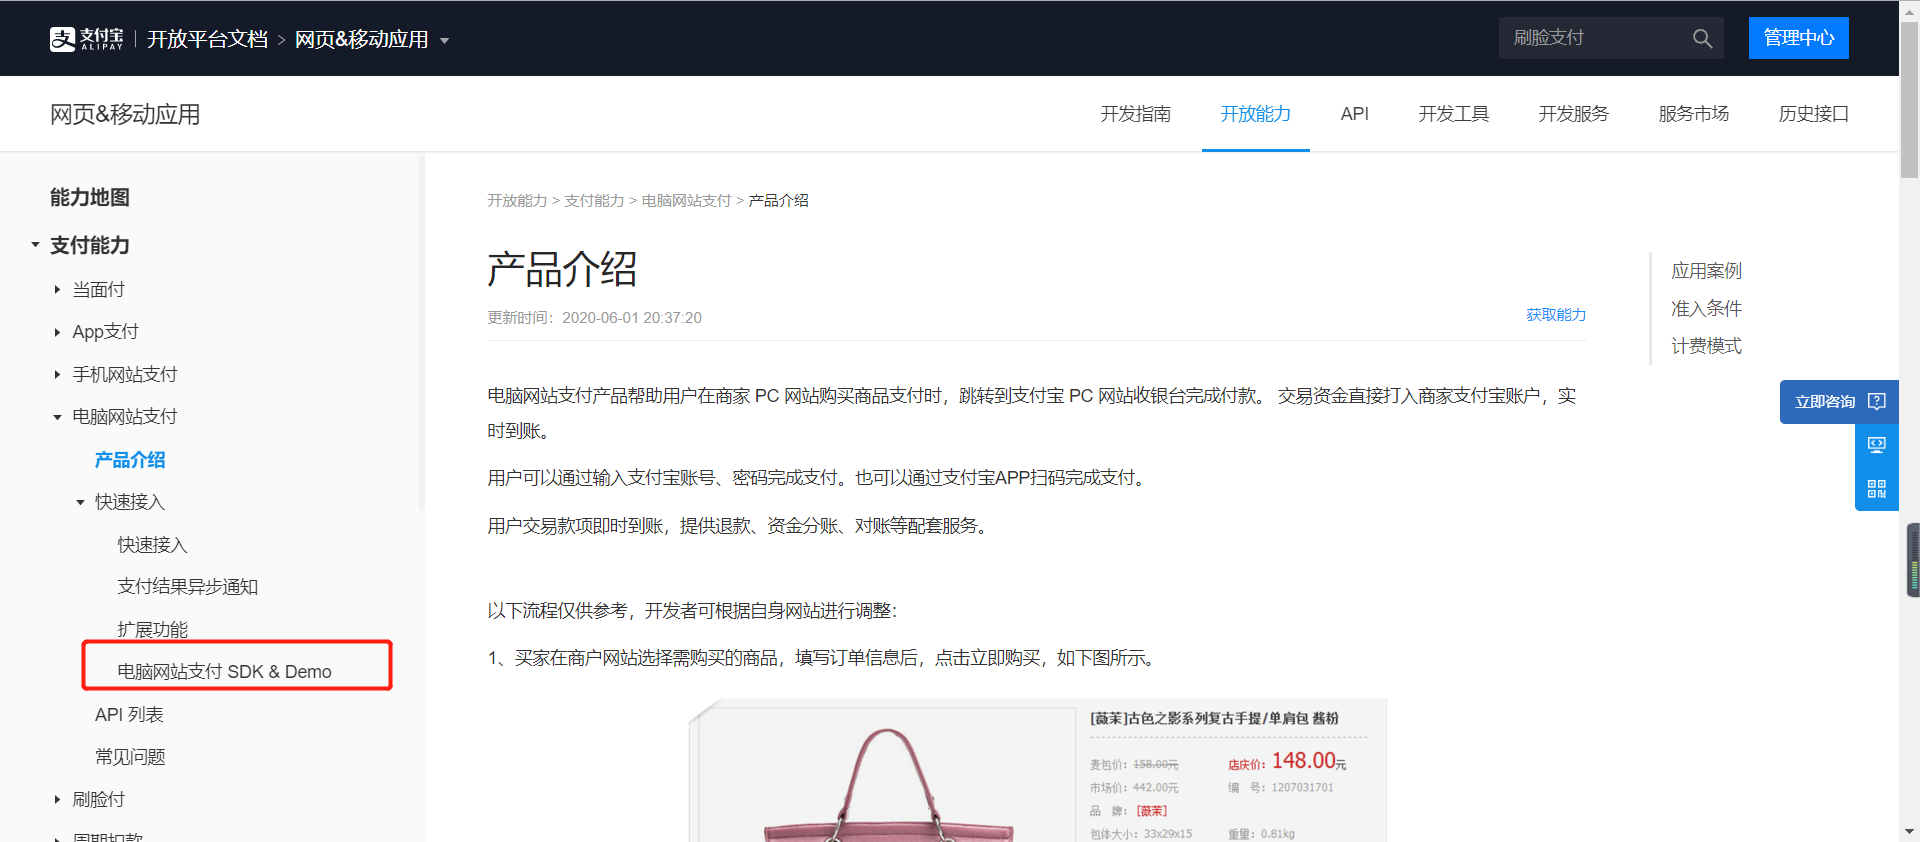 支付宝 ALIPAY 开放平台文档 > 网页&移动应用
刷脸支付
管理中心
网页&移动应用
开发指南 开放能力 API 开发工具 开发服务 服务市场 历史接口
能力地图
支付能力
当面付
App支付
手机网站支付
电脑网站支付
产品介绍
快速接入
快速接入
支付结果异步通知
扩展功能
电脑网站支付 SDK & Demo
API 列表
常见问题
刷脸付
周期扣款
开放能力 > 支付能力 > 电脑网站支付 > 产品介绍
产品介绍
更新时间：2020-06-01 20:37:20
获取能力
电脑网站支付产品帮助用户在商家 PC 网站购买商品支付时，跳转到支付宝 PC 网站收银台完成付款。 交易资金直接打入商家支付宝账户，实
时到账。
用户可以通过输入支付宝账号、密码完成支付。也可以通过支付宝APP扫码完成支付。
用户交易款项即时到账，提供退款、资金分账、对账等配套服务。
以下流程仅供参考，开发者可根据自身网站进行调整：
1、买家在商户网站选择需购买的商品，填写订单信息后，点击立即购买，如下图所示。
[薇茉]古色之影系列复古手提/单肩包 酱粉
麦包价：158.00元 店庆价：148.00元
市场价：442.00元 编 号：1207031701
品 牌：[薇茉]
包体大小：33x29x15 重量：0.81kg
应用案例
准入条件
计费模式
立即咨询